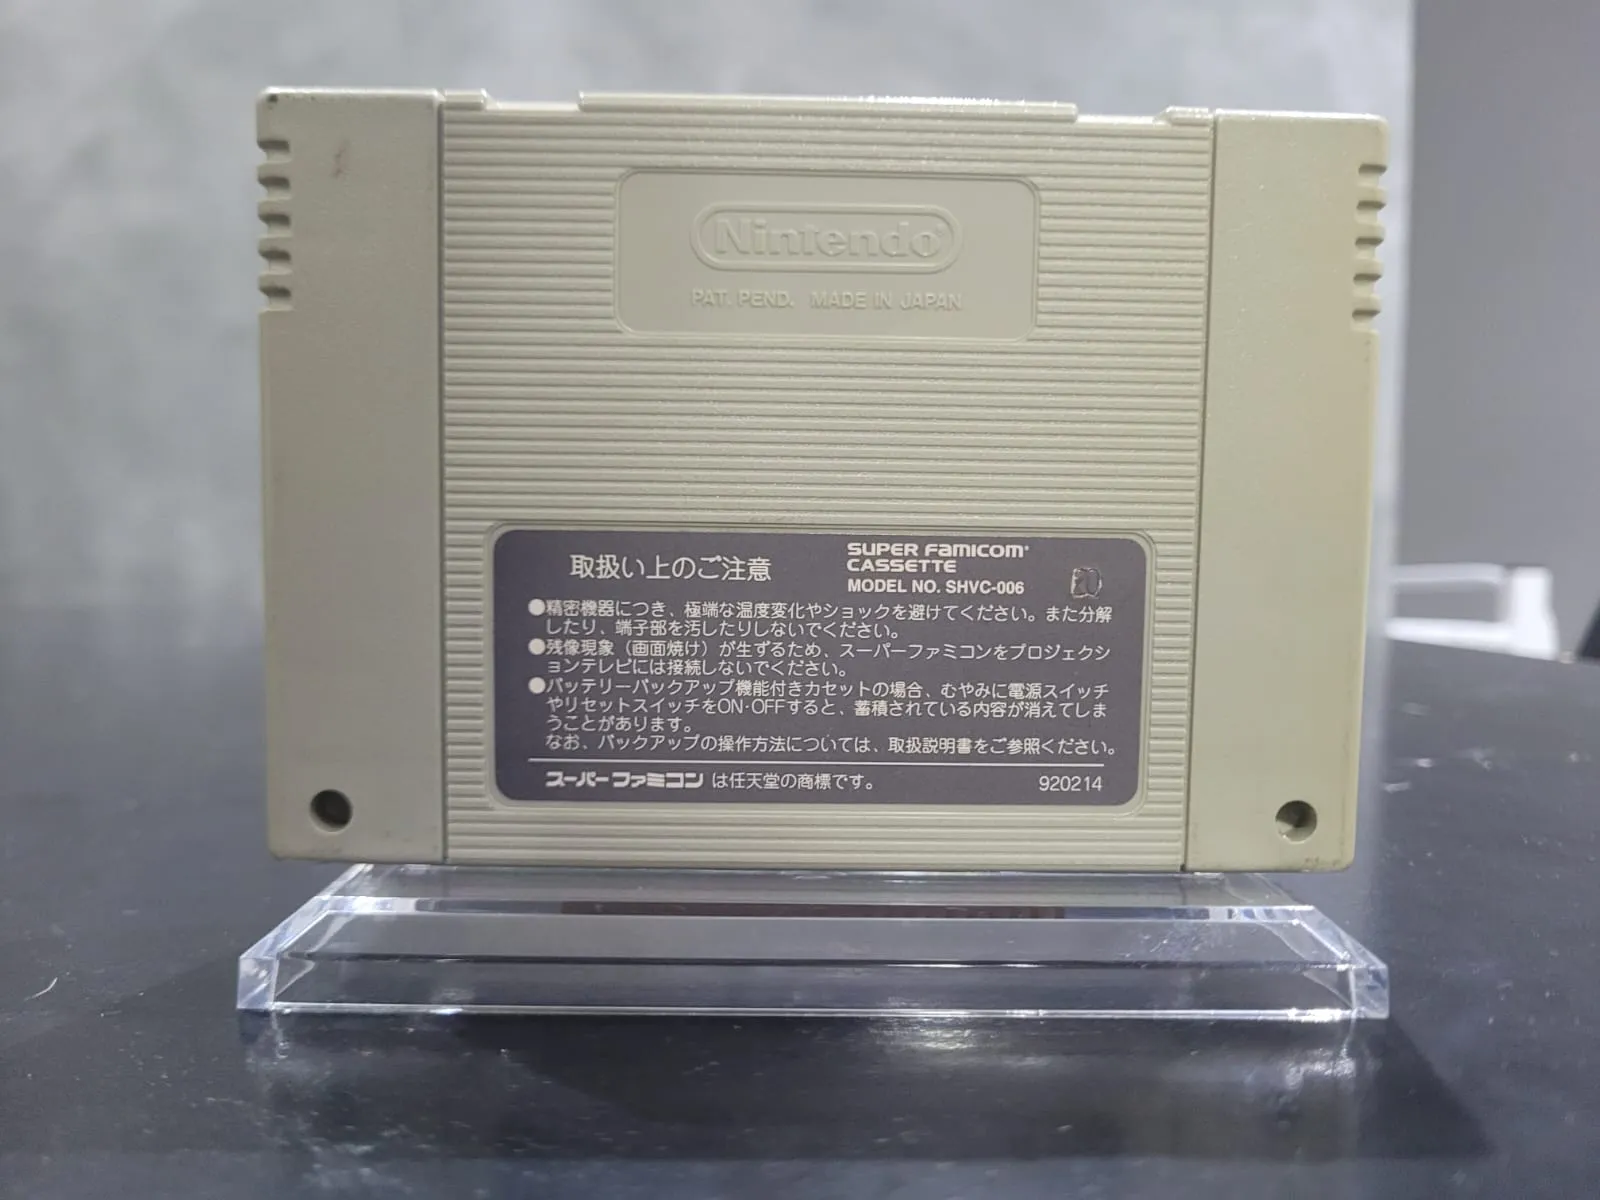 Nintendo
PAT. PEND. MADE IN JAPAN
取扱い上のご注意
SUPER FAMICOM
CASSETTE
MODEL NO. SHVC-006
20
●精密機器につき、極端な温度変化やショックを避けてください。また分解
したり、端子部を汚したりしないでください。
●残像現象（画面焼け）が生ずるため、スーパーファミコンをプロジェクシ
ョンテレビには接続しないでください。
●バッテリーバックアップ機能付きカセットの場合、むやみに電源スイッチ
やリセットスイッチをON・OFFすると、蓄積されている内容が消えてしま
うことがあります。
なお、バックアップの操作方法については、取扱説明書をご参照ください。
スーパーファミコン は任天堂の商標です。
920214